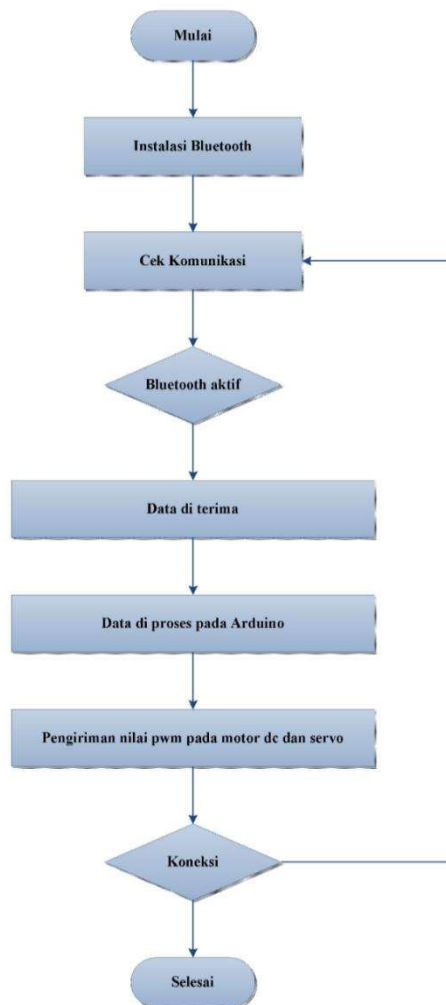 Mulai
Instalasi Bluetooth
Cek Komunikasi
Bluetooth aktif
Data di terima
Data di proses pada Arduino
Pengiriman nilai pwm pada motor dc dan servo
Koneksi
Selesai